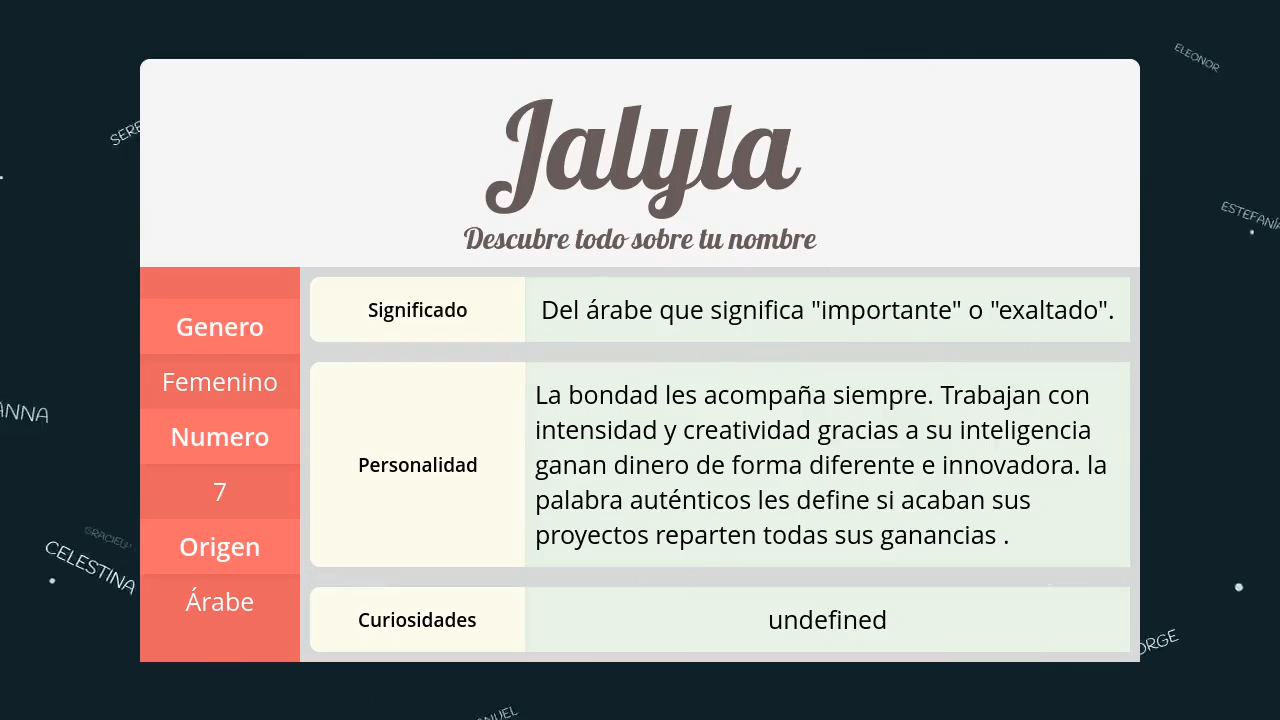 ELEONOR
Jalyla
ESTEFANÍA
Descubre todo sobre tu nombre
Genero
Femenino
Numero
7
Origen
Árabe
Significado
Del árabe que significa "importante" o "exaltado".
Personalidad
La bondad les acompaña siempre. Trabajan con
intensidad y creatividad gracias a su inteligencia
ganan dinero de forma diferente e innovadora. la
palabra auténticos les define si acaban sus
proyectos reparten todas sus ganancias .
Curiosidades
undefined
CELESTINA